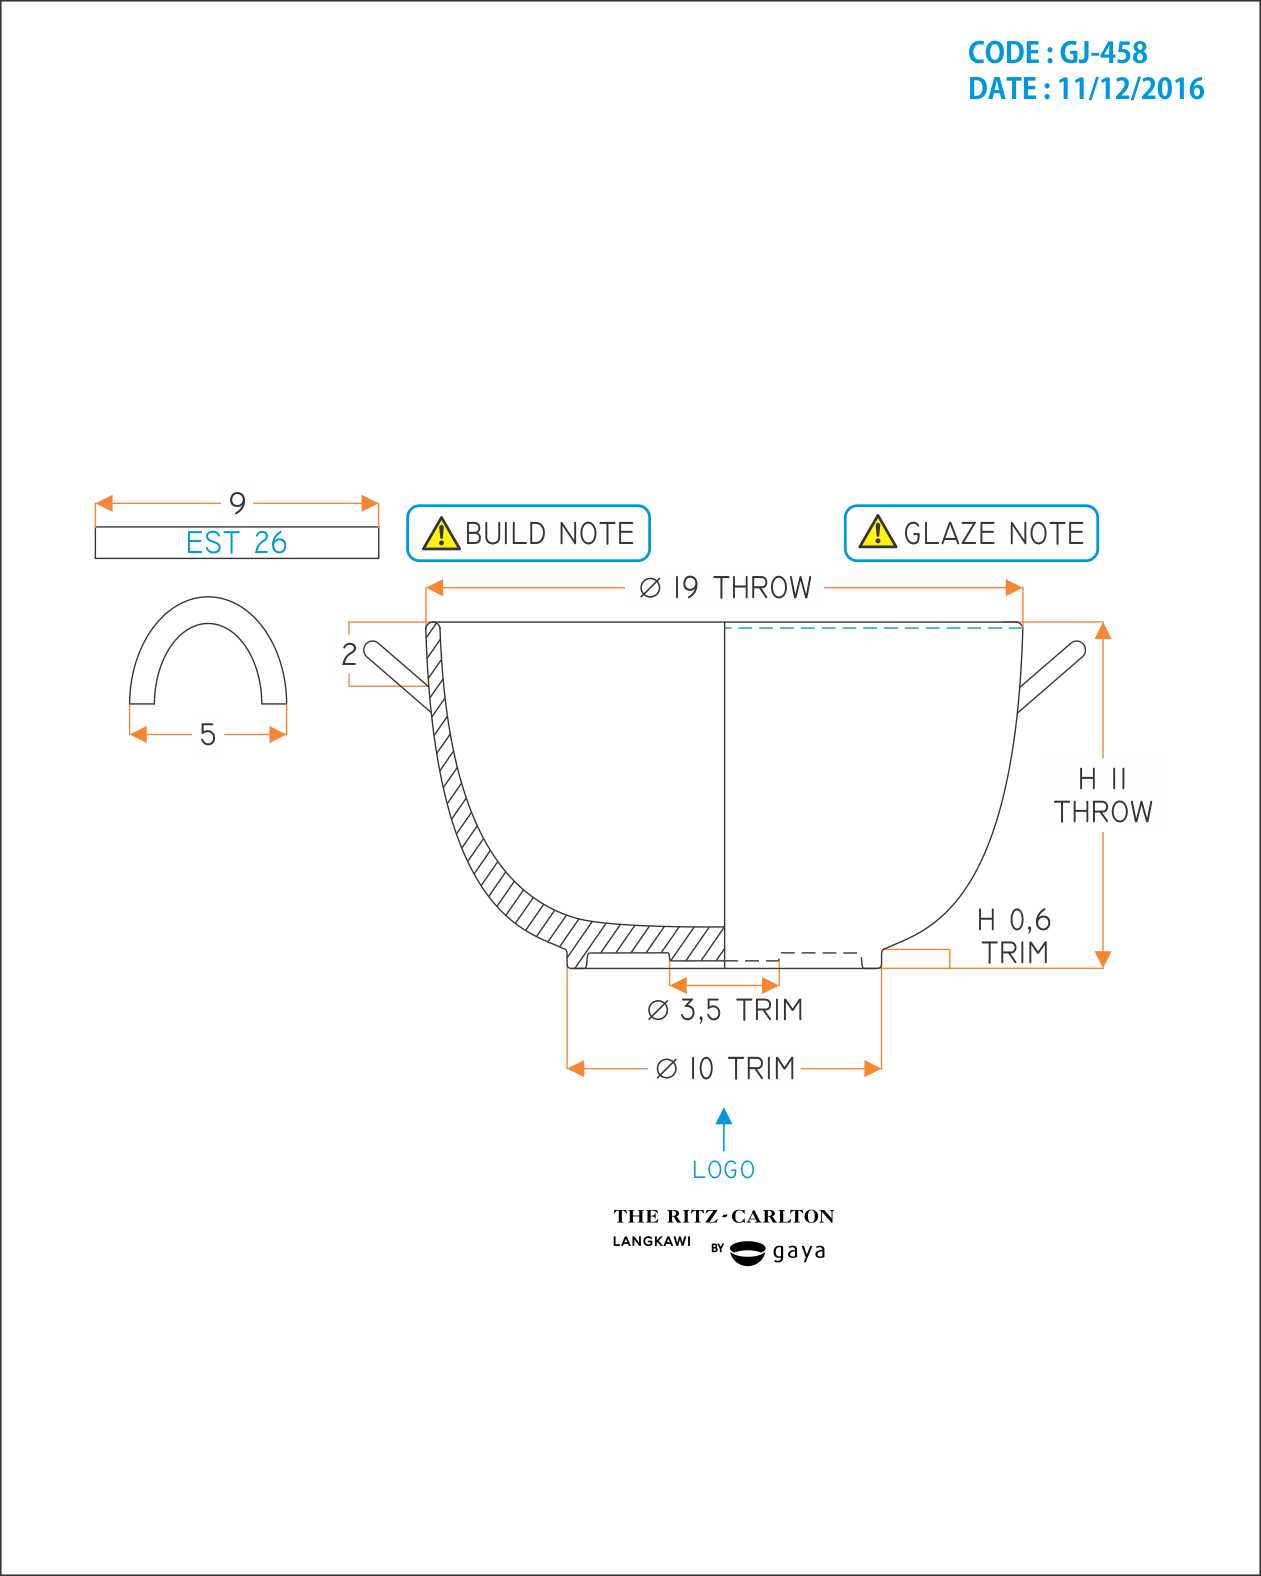 CODE : GJ-458
DATE : 11/12/2016
9
EST 26
BUILD NOTE
GLAZE NOTE
Ø 19 THROW
2
5
H 11
THROW
H 0,6
TRIM
Ø 3,5 TRIM
Ø 10 TRIM
LOGO
THE RITZ-CARLTON
LANGKAWI
BY gaya